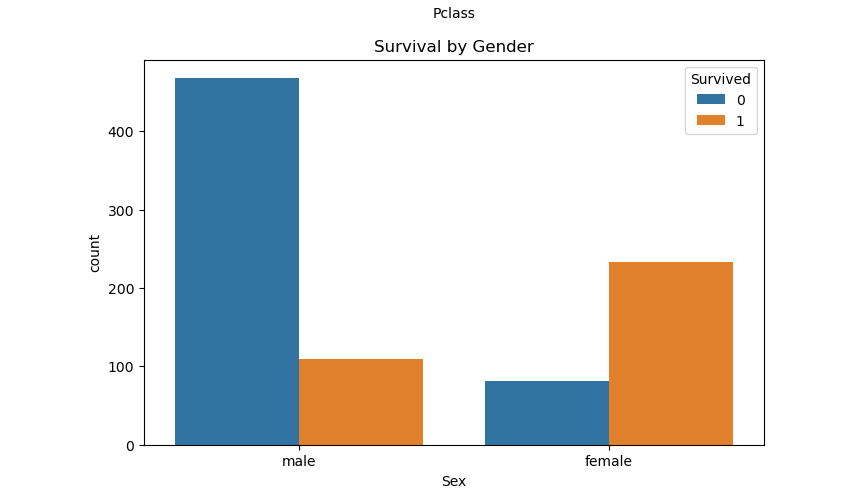 Pclass
Survival by Gender
Survived
0
1
400
300
200
100
0
count
male female
Sex